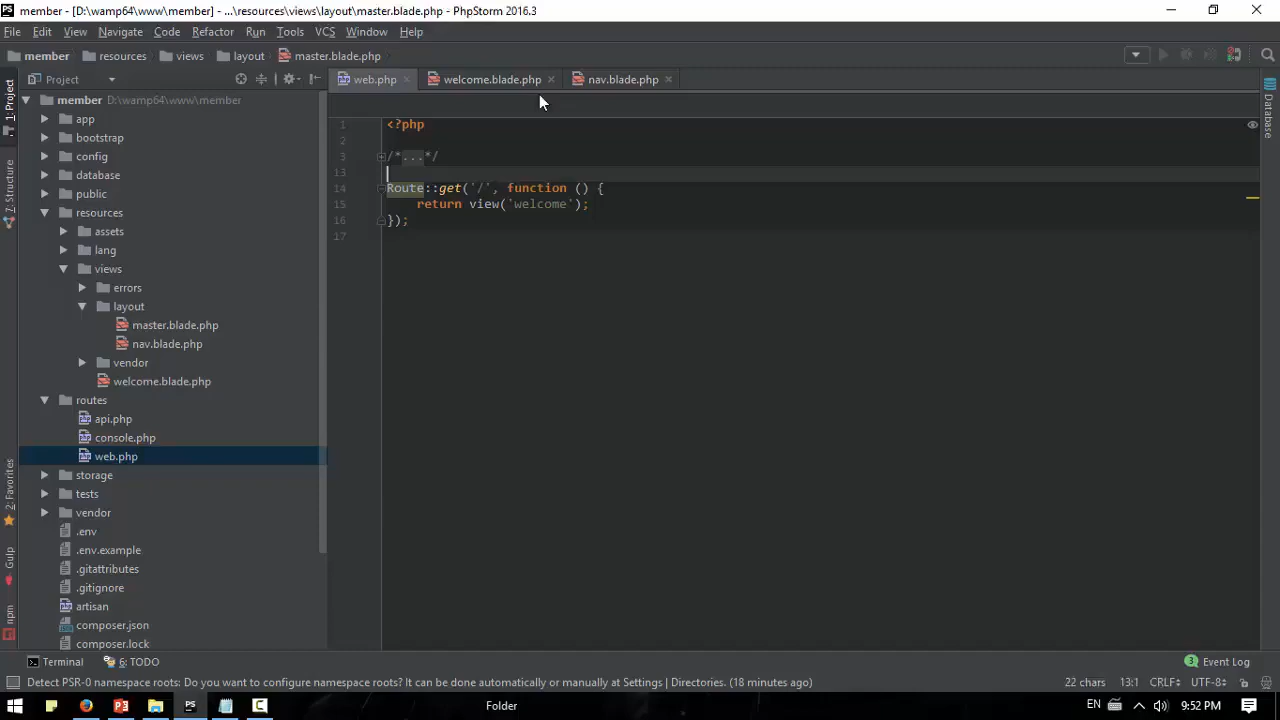 member - [D:\wamp64\www\member] - ...\resources\views\layout\master.blade.php - PhpStorm 2016.3
File Edit View Navigate Code Refactor Run Tools VCS Window Help
member resources views layout master.blade.php
Project web.php welcome.blade.php nav.blade.php
1: Project
7: Structure
2: Favorites
Gulp
npm
Database
member D:\wamp64\www\member
app
bootstrap
config
database
public
resources
assets
lang
views
errors
layout
master.blade.php
nav.blade.php
vendor
welcome.blade.php
routes
api.php
console.php
web.php
storage
tests
vendor
.env
.env.example
.gitattributes
.gitignore
artisan
composer.json
composer.lock
1 <?php
2
3 /*...*/
13
14 Route::get('/', function () {
15 return view('welcome');
16 });
17
Terminal 6: TODO 3 Event Log
Detect PSR-0 namespace roots: Do you want to configure namespace roots? It can be done automatically or manually at Settings | Directories. (18 minutes ago) 22 chars 13:1 CRLF÷ UTF-8÷
Folder EN 9:52 PM